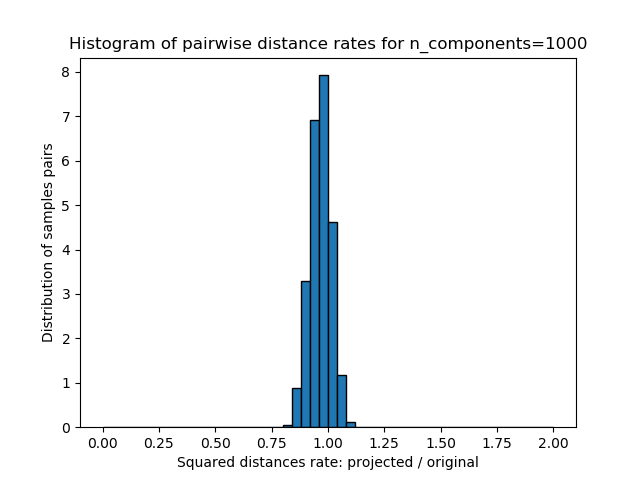 Histogram of pairwise distance rates for n_components=1000
Distribution of samples pairs
8
7
6
5
4
3
2
1
0
0.00 0.25 0.50 0.75 1.00 1.25 1.50 1.75 2.00
Squared distances rate: projected / original